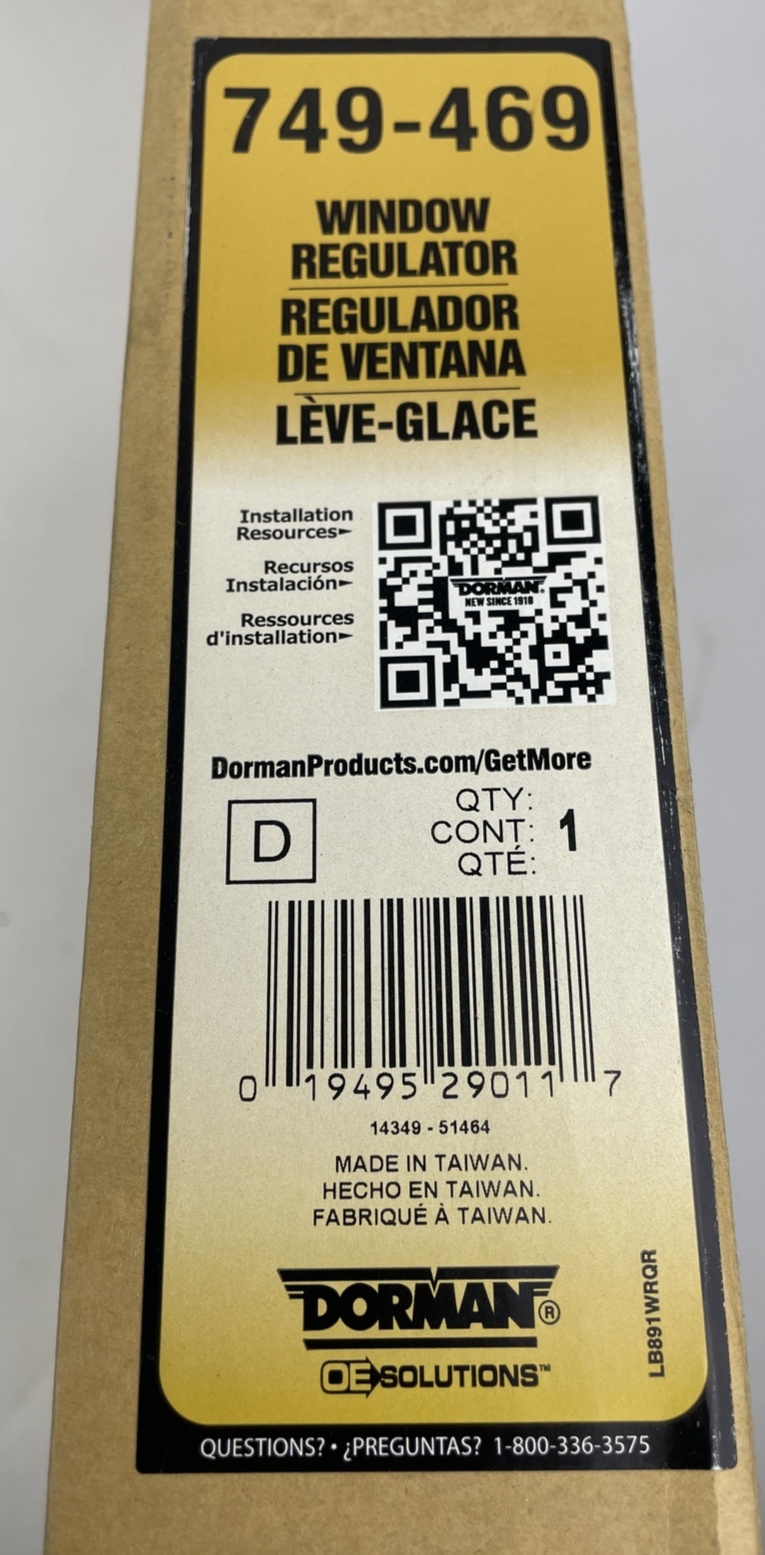 749-469
WINDOW
REGULATOR
REGULADOR
DE VENTANA
LÈVE-GLACE
Installation
Resources
Recursos
Instalación
Ressources
d'installation
DORMAN®
NEW SINCE 1918
DormanProducts.com/GetMore
D
QTY:
CONT: 1
QTÉ:
0 19495 29011 7
14349 - 51464
MADE IN TAIWAN.
HECHO EN TAIWAN.
FABRIQUÉ À TAIWAN.
DORMAN®
OE SOLUTIONS™
LB891WRQR
QUESTIONS? • ¿PREGUNTAS? 1-800-336-3575